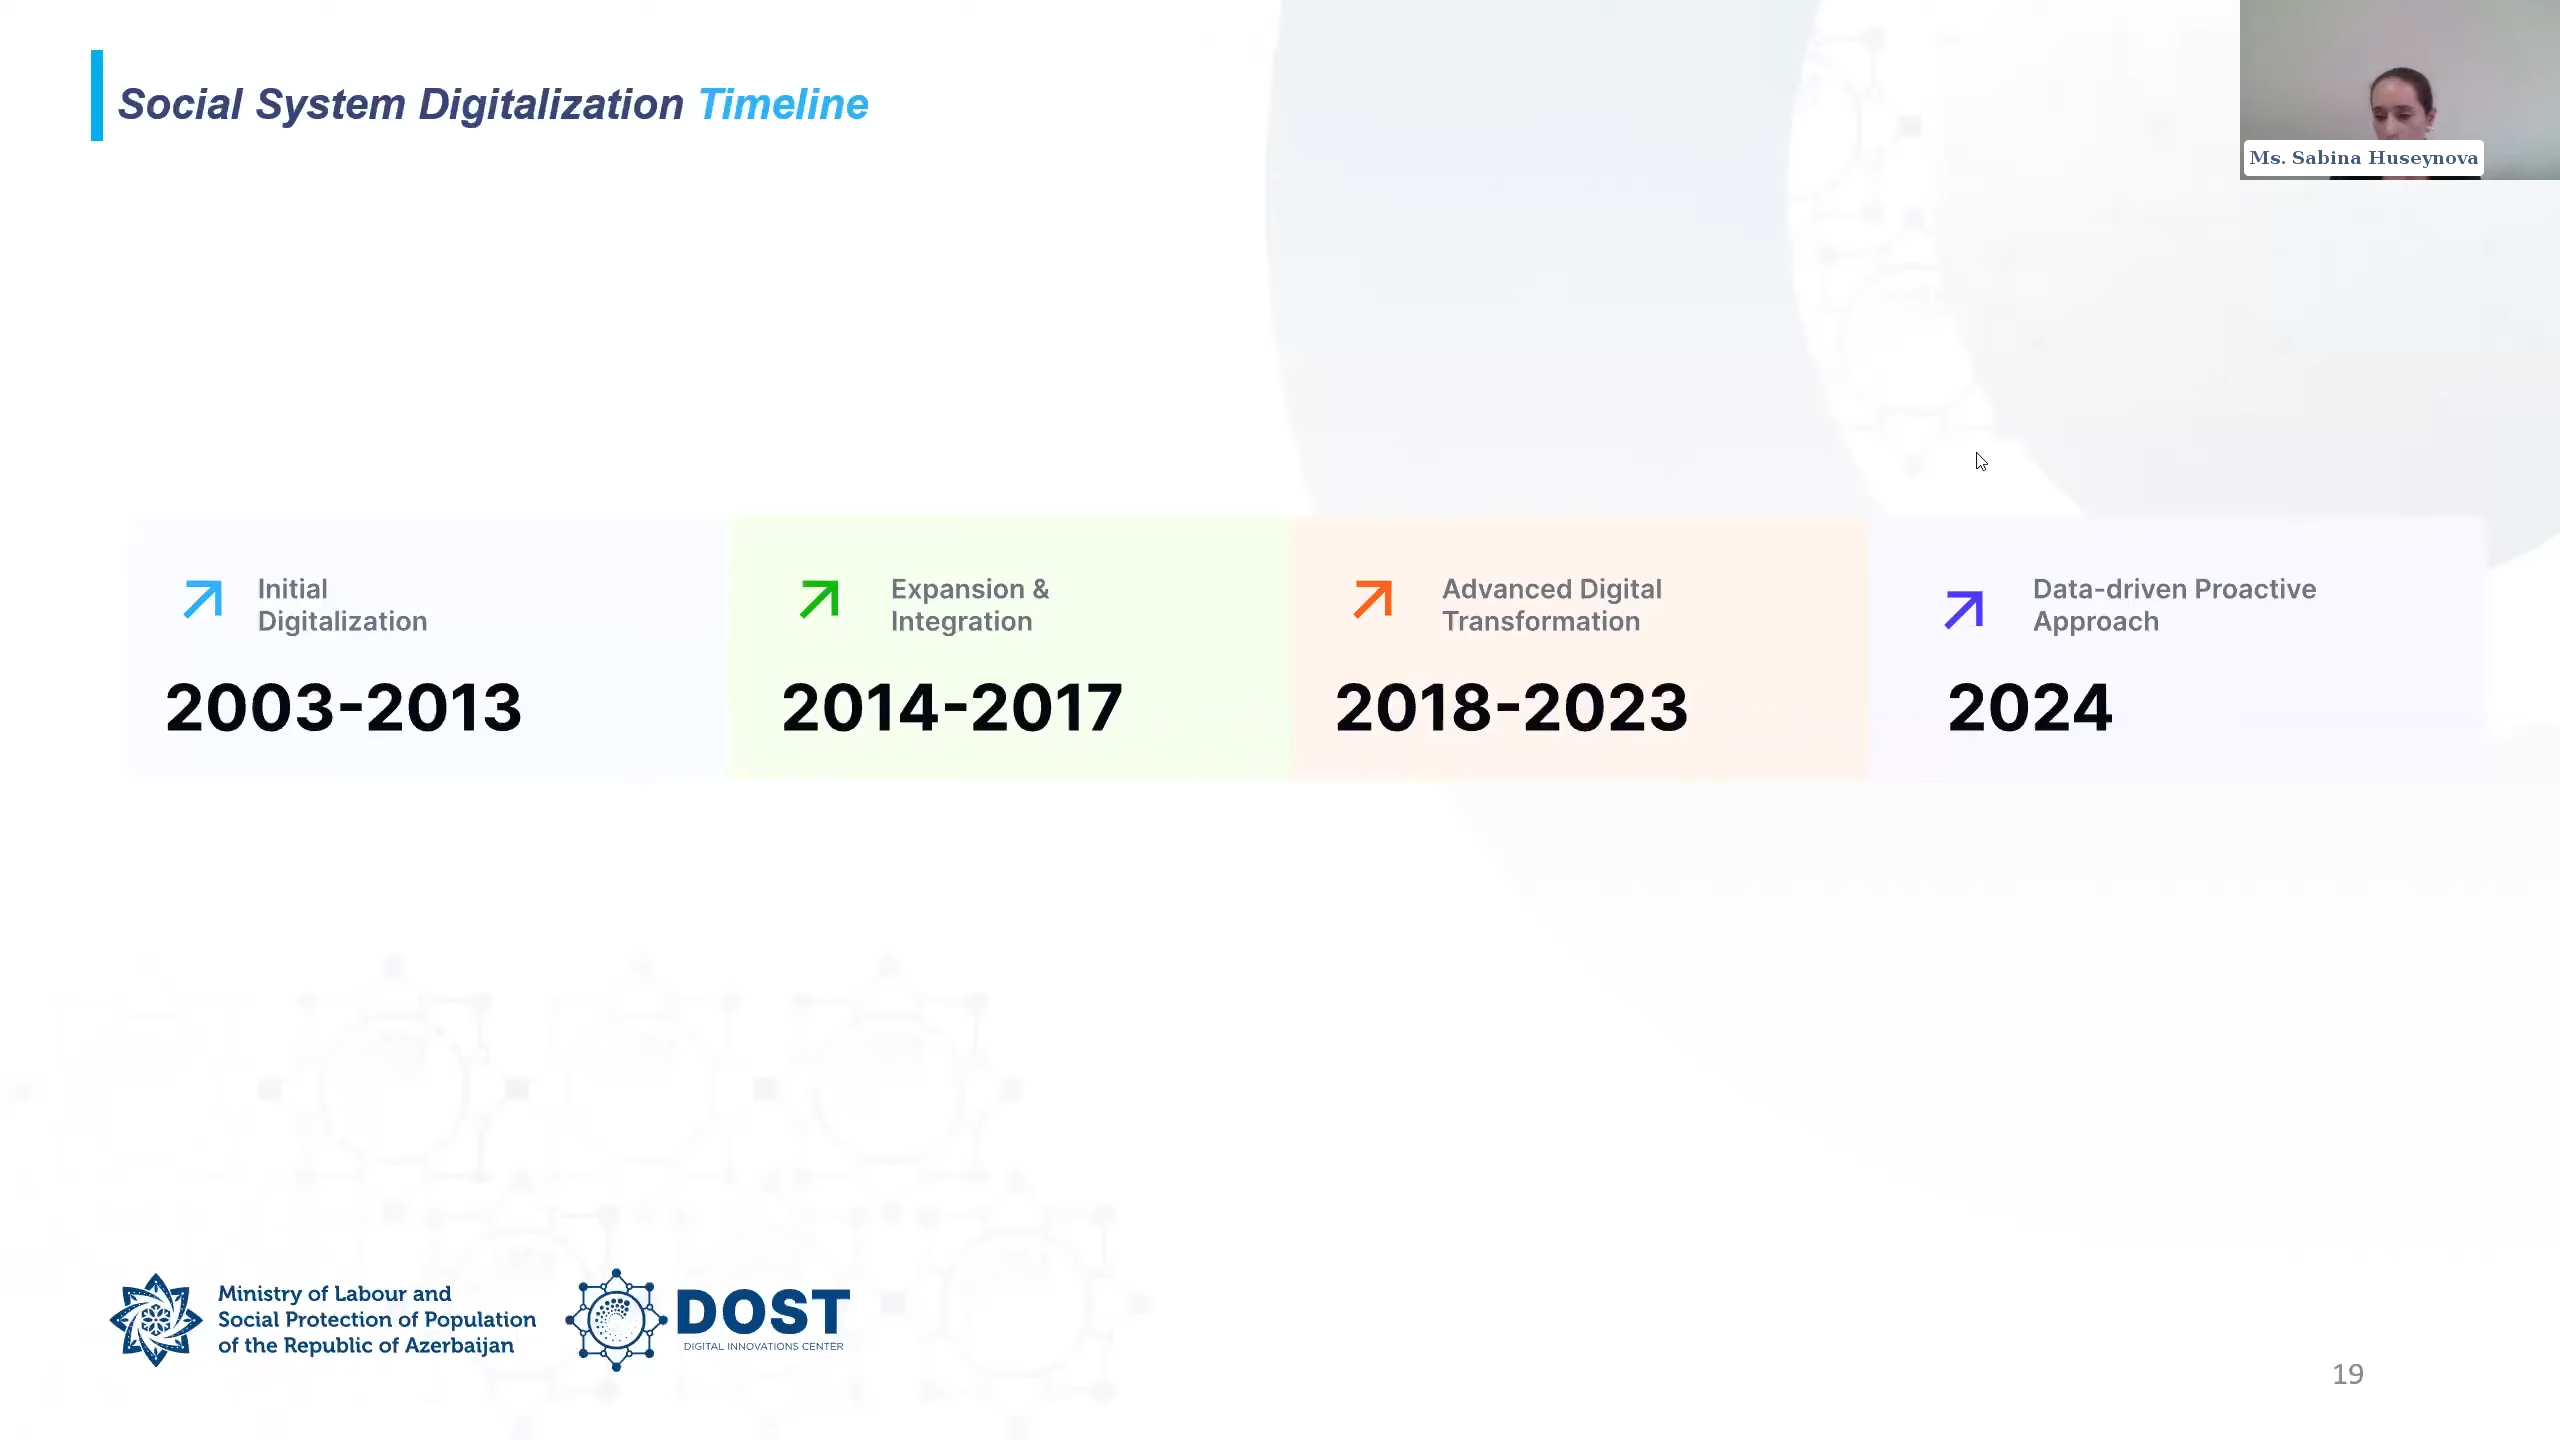 Social System Digitalization Timeline
Ms. Sabina Huseynova
Initial
Digitalization
2003-2013
Expansion &
Integration
2014-2017
Advanced Digital
Transformation
2018-2023
Data-driven Proactive
Approach
2024
Ministry of Labour and
Social Protection of Population
of the Republic of Azerbaijan
DOST
DIGITAL INNOVATIONS CENTER
19